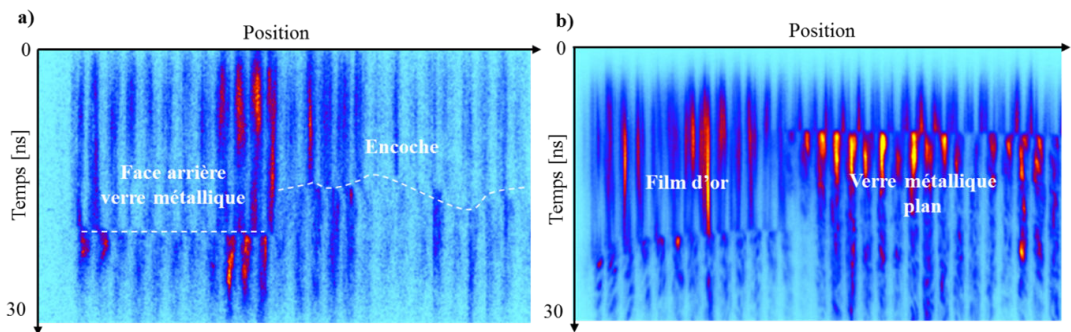 a)
Position
0
Temps [ns]
30
Face arrière
verre métallique
Encoche
b)
Position
0
Temps [ns]
30
Film d'or
Verre métallique
plan